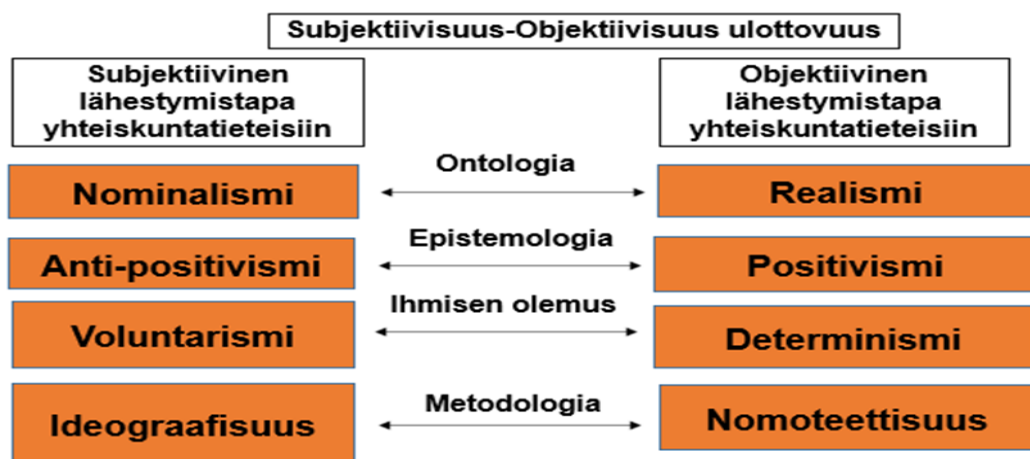 Subjektiivisuus-Objektiivisuus ulottovuus
Subjektiivinen
lähestymistapa
yhteiskuntatieteisiin
Objektiivinen
lähestymistapa
yhteiskuntatieteisiin
Nominalismi
Ontologia
Realismi
Anti-positivismi
Epistemologia
Positivismi
Voluntarismi
Ihmisen olemus
Determinismi
Ideograafisuus
Metodologia
Nomoteettisuus